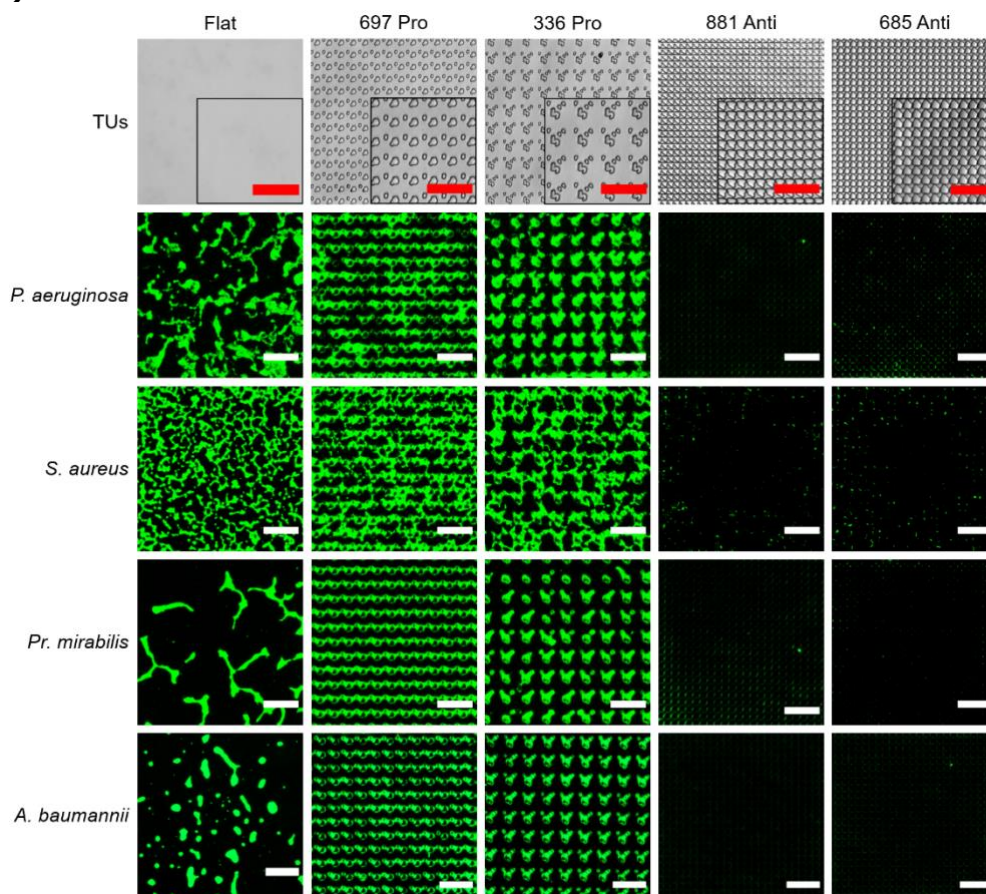 Flat 697 Pro 336 Pro 881 Anti 685 Anti
TUs
P. aeruginosa
S. aureus
Pr. mirabilis
A. baumannii